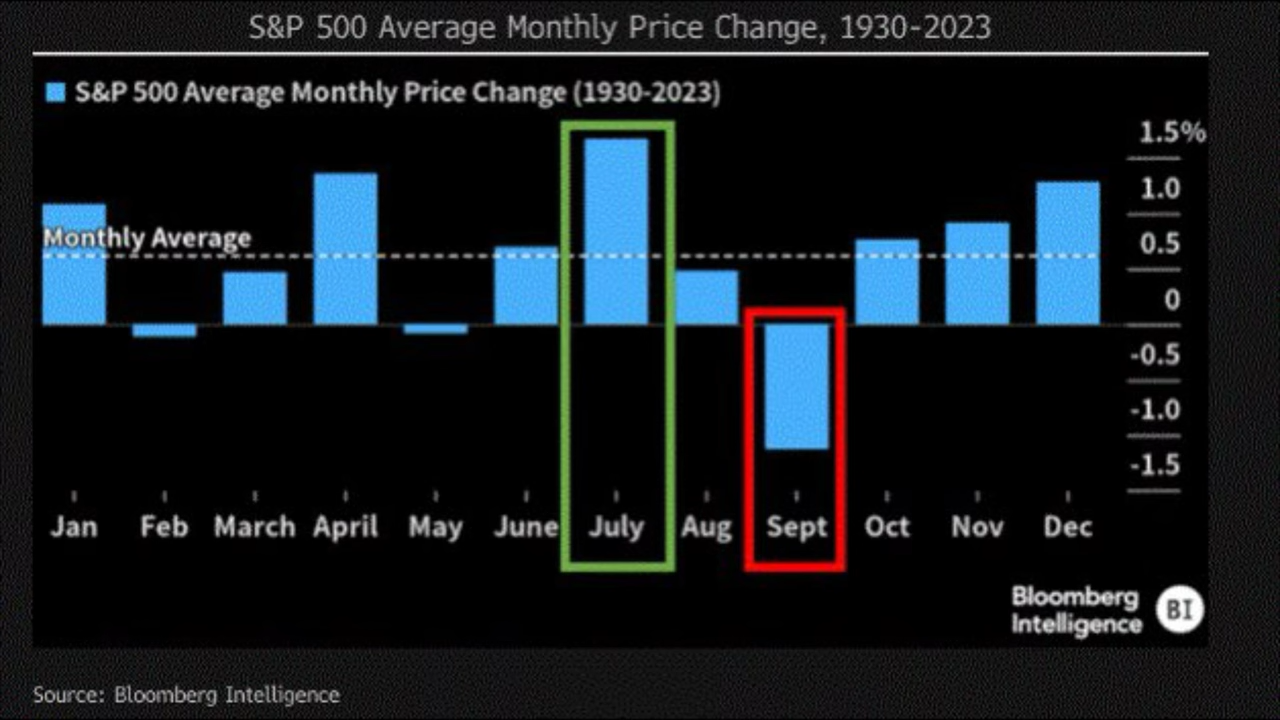 S&P 500 Average Monthly Price Change, 1930-2023
S&P 500 Average Monthly Price Change (1930-2023)
1.5%
1.0
Monthly Average
0.5
0
-0.5
-1.0
-1.5
Jan Feb March April May June July Aug Sept Oct Nov Dec
Bloomberg
Intelligence
BI
Source: Bloomberg Intelligence